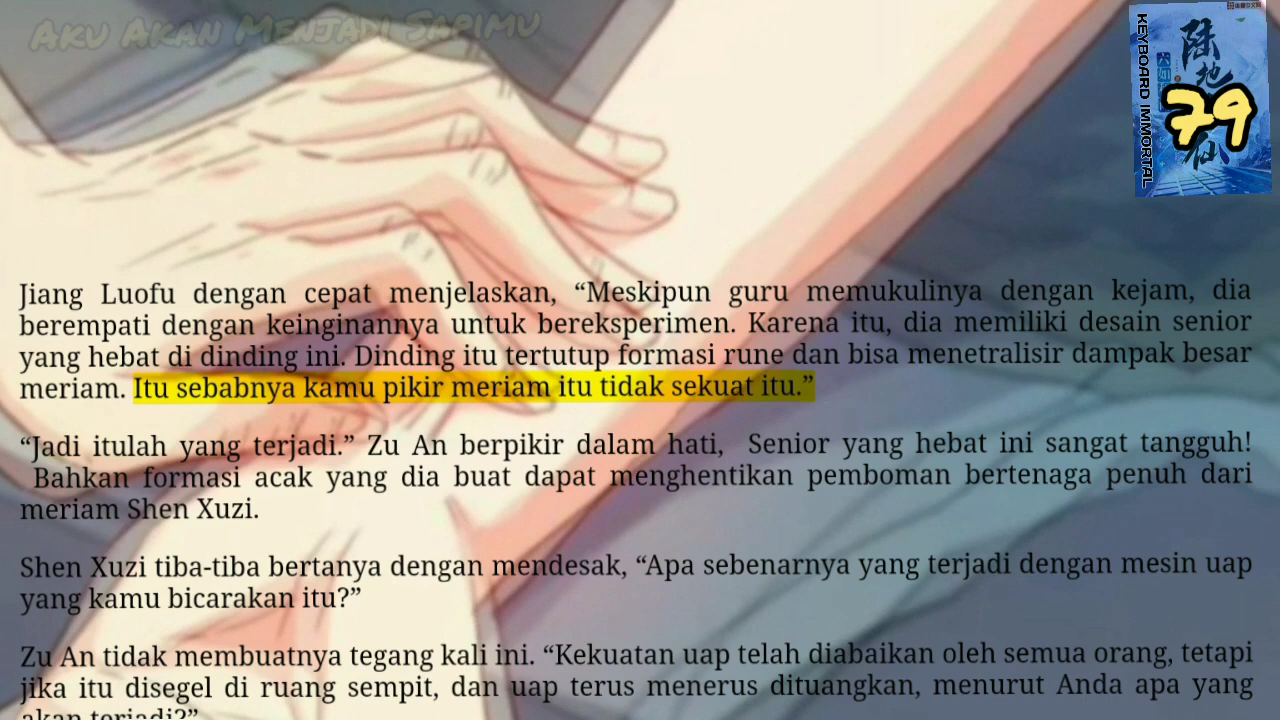 Aku Akan Menjadi Sapimu
KEYBOARD IMMORTAL
陆地
仙
79
Jiang Luofu dengan cepat menjelaskan, “Meskipun guru memukulinya dengan kejam, dia
berempati dengan keinginannya untuk bereksperimen. Karena itu, dia memiliki desain senior
yang hebat di dinding ini. Dinding itu tertutup formasi rune dan bisa menetralisir dampak besar
meriam. Itu sebabnya kamu pikir meriam itu tidak sekuat itu.”
“Jadi itulah yang terjadi.” Zu An berpikir dalam hati, Senior yang hebat ini sangat tangguh!
Bahkan formasi acak yang dia buat dapat menghentikan pemboman bertenaga penuh dari
meriam Shen Xuzi.
Shen Xuzi tiba-tiba bertanya dengan mendesak, “Apa sebenarnya yang terjadi dengan mesin uap
yang kamu bicarakan itu?”
Zu An tidak membuatnya tegang kali ini. “Kekuatan uap telah diabaikan oleh semua orang, tetapi
jika itu disegel di ruang sempit, dan uap terus menerus dituangkan, menurut Anda apa yang
akan terjadi?”